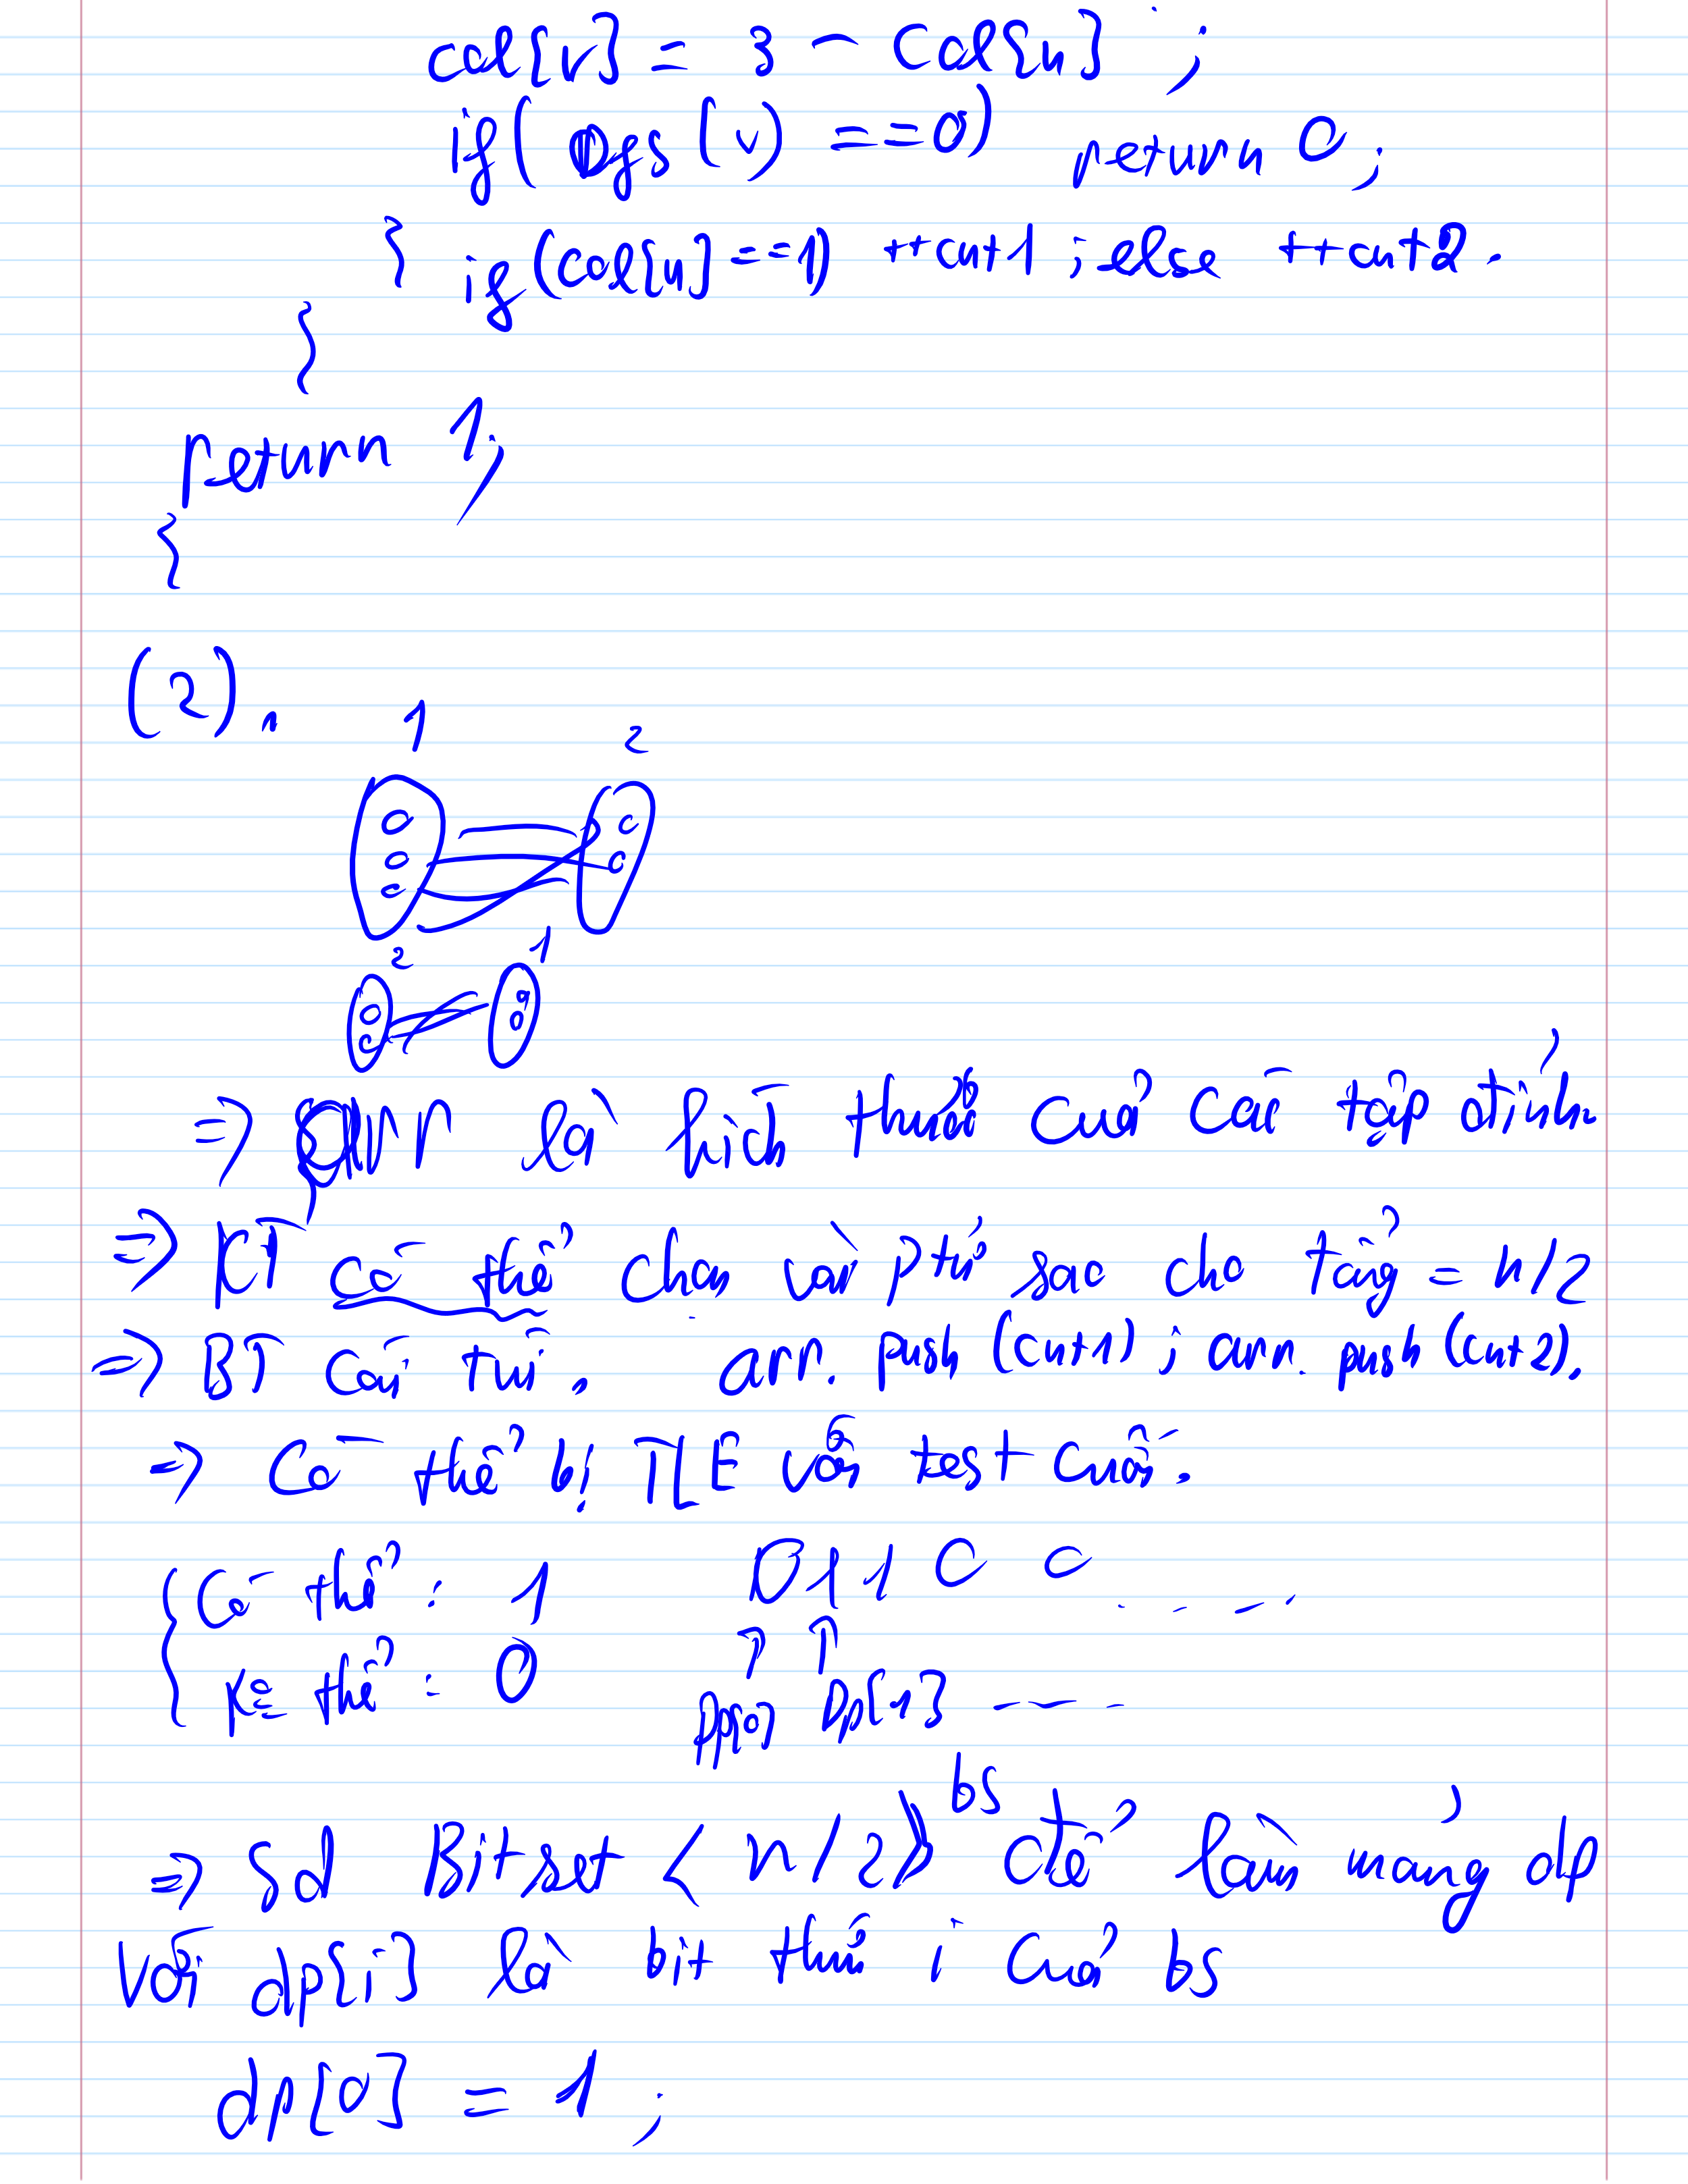 col[v] = 3 - col[u] ;
if( dfs(v) == 0) return 0;
} if(col[u]==1) ++cnt1 ; else ++cnt2.
}
return 1;
}
(2).
1 2
2 1
=> là kích thước của các tập đỉnh.
=> KT có thể chọn vài ptử sao cho tổng = n/2
=> BT cái túi. arr.push(cnt1) ; arr.push(cnt2).
=> Có thể bị TLE với test cuối.
Có thể : 1 0 1 1 0 0 ....
Kº thể : 0
Dp[0] Dp[1] ....
=> Sd Bitset < n/2 > bs để làm mảng dp
với dp[i] là bit thứ i của bs
dp[0] = 1 ;